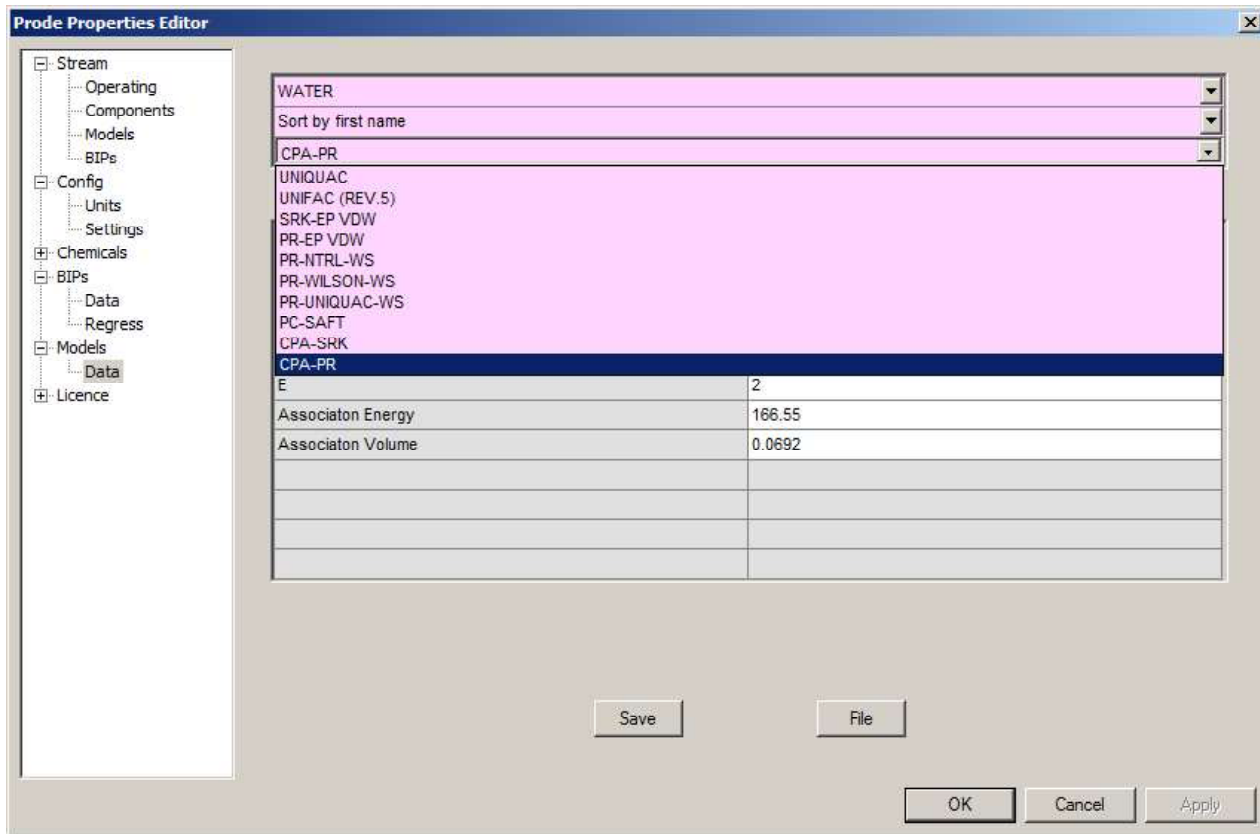 Prode Properties Editor
Stream
Operating
Components
Models
BIPs
Config
Units
Settings
Chemicals
BIPs
Data
Regress
Models
Data
Licence
WATER
Sort by first name
CPA-PR
UNIQUAC
UNIFAC (REV.5)
SRK-EP VDW
PR-EP VDW
PR-NTRL-WS
PR-WILSON-WS
PR-UNIQUAC-WS
PC-SAFT
CPA-SRK
CPA-PR
E 2
Associaton Energy 166.55
Associaton Volume 0.0692
Save File
OK Cancel Apply